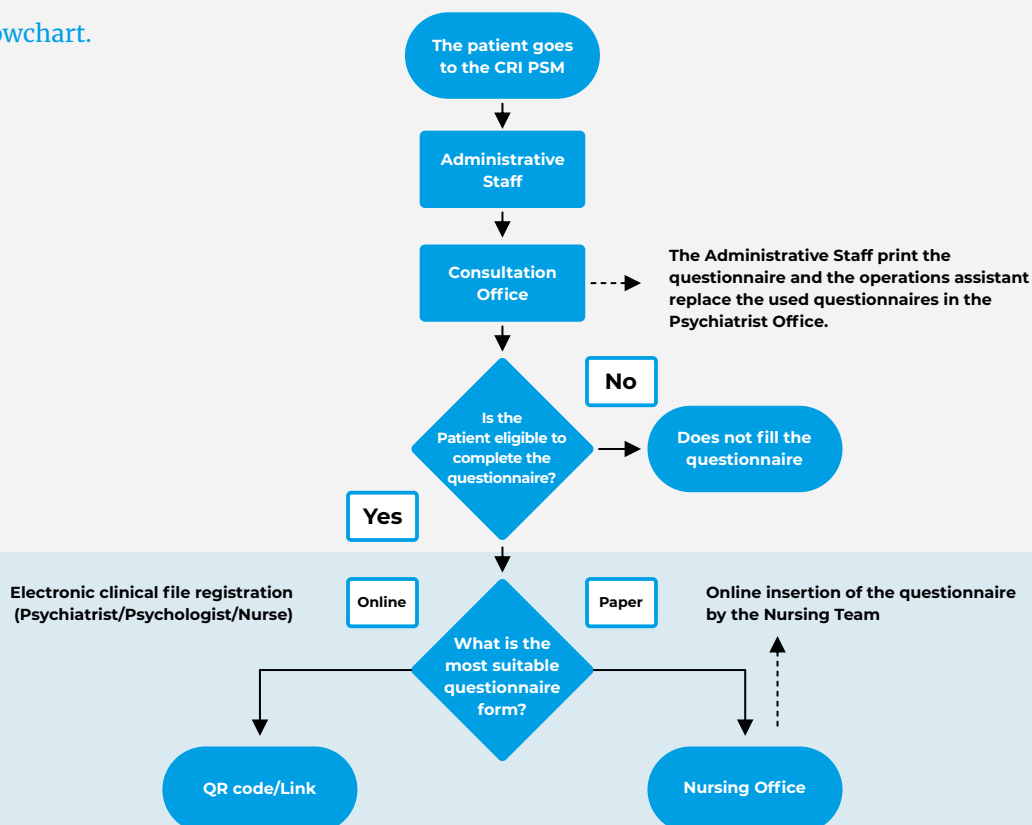 owchart.
The patient goes
to the CRI PSM
Administrative
Staff
Consultation
Office
The Administrative Staff print the
questionnaire and the operations assistant
replace the used questionnaires in the
Psychiatrist Office.
No
Is the
Patient eligible to
complete the
questionnaire?
Does not fill the
questionnaire
Yes
Electronic clinical file registration
(Psychiatrist/Psychologist/Nurse)
Online
Paper
Online insertion of the questionnaire
by the Nursing Team
What is the
most suitable
questionnaire
form?
QR code/Link
Nursing Office